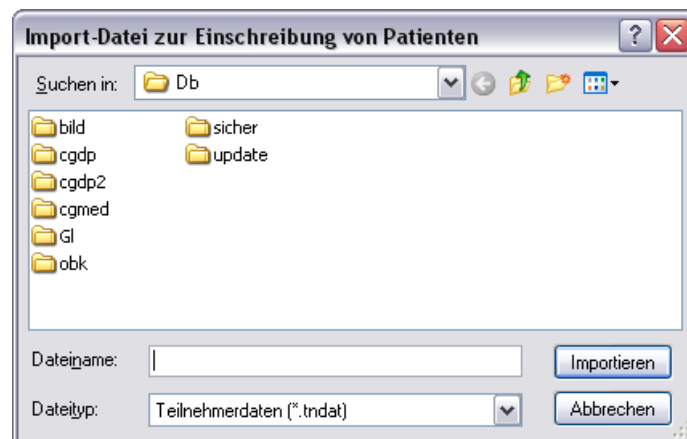 Import-Datei zur Einschreibung von Patienten
Suchen in: Db
bild sicher
cgdp update
cgdp2
cgmed
Gl
obk
Dateiname: Importieren
Dateityp: Teilnehmerdaten (*.tndat) Abbrechen